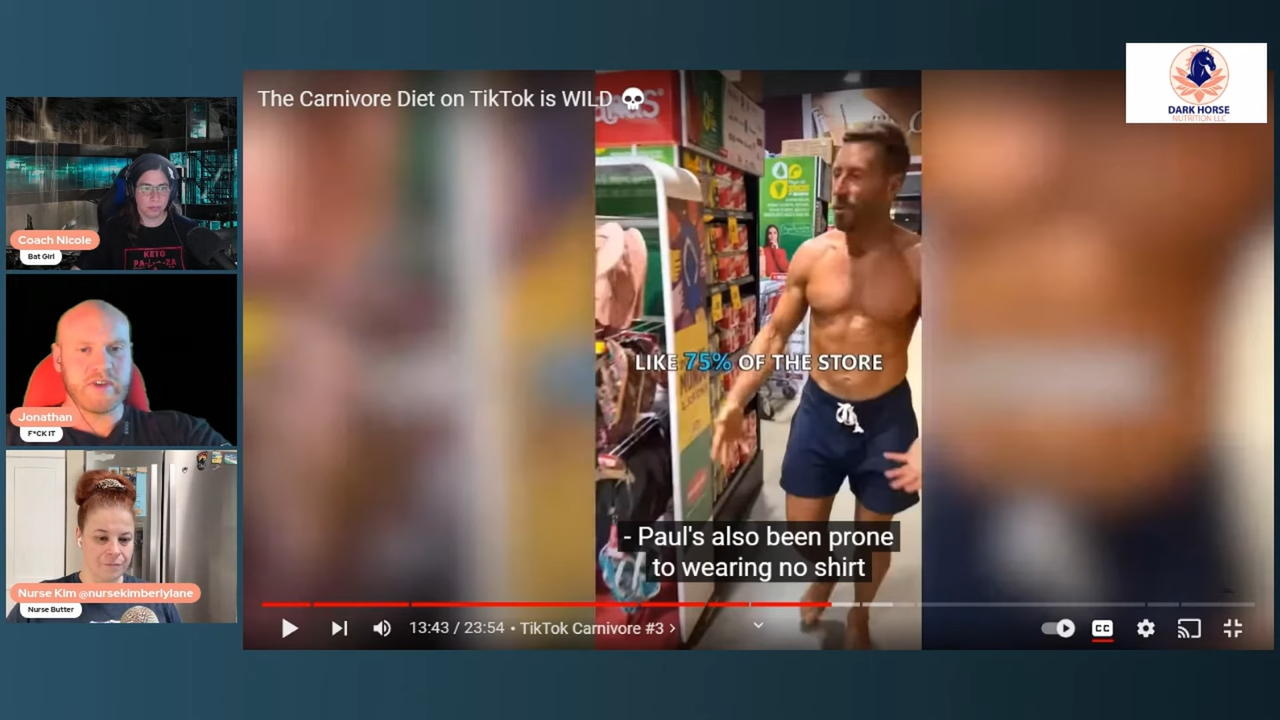 The Carnivore Diet on TikTok is WILD 💀
DARK HORSE
NUTRITION LLC
Coach Nicole
Bat Girl
KETO
PA-L-A-ZA
Jonathan
F*CK IT
Nurse Kim @nursekimberlylane
Nurse Butter
LIKE 75% OF THE STORE
- Paul's also been prone
to wearing no shirt
13:43 / 23:54 • TikTok Carnivore #3 >
CC